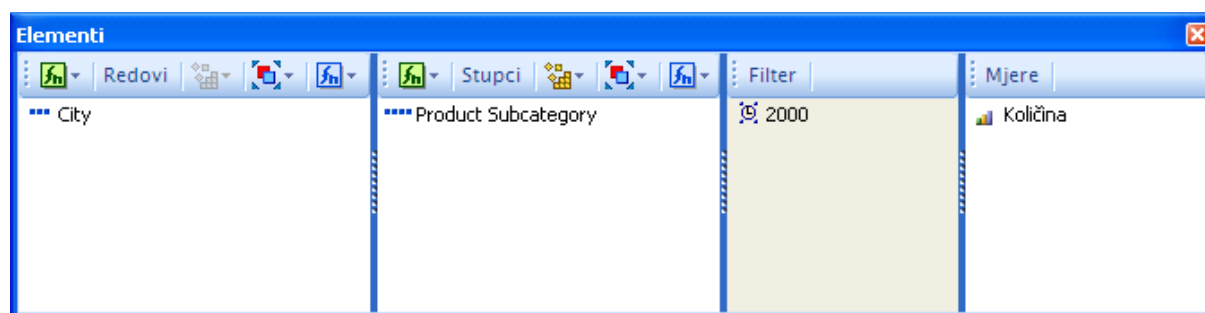 Elementi
Redovi Stupci Filter Mjere
City Product Subcategory 2000 Količina